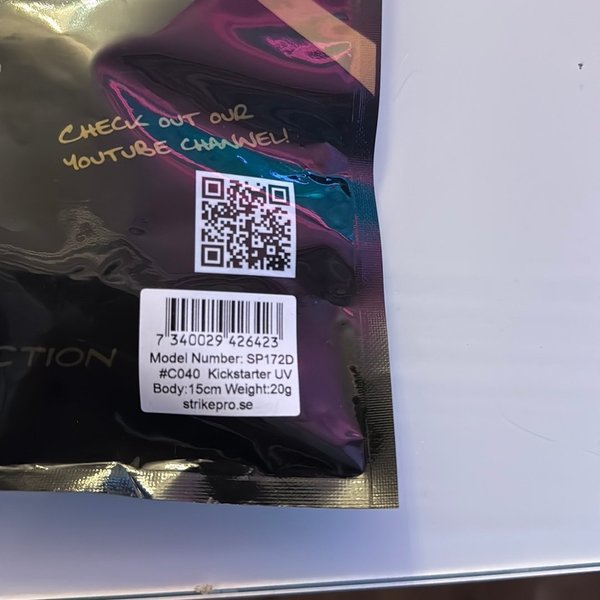 CHECK OUT OUR
YOUTUBE CHANNEL!
7 340029 426423
CTION
Model Number: SP172D
#C040 Kickstarter UV
Body:15cm Weight:20g
strikepro.se